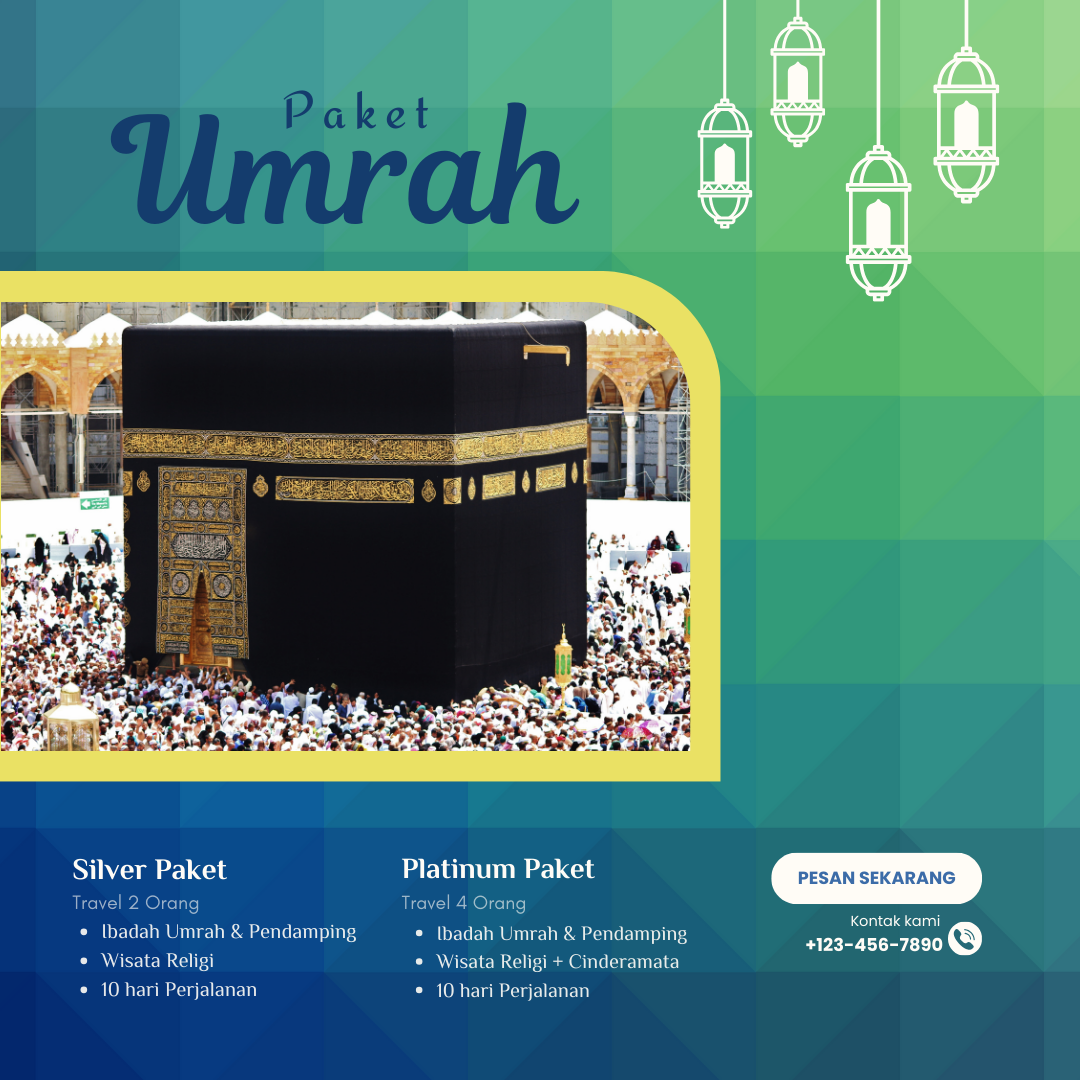 Paket
Umrah
Silver Paket
Travel 2 Orang
• Ibadah Umrah & Pendamping
• Wisata Religi
• 10 hari Perjalanan
Platinum Paket
Travel 4 Orang
• Ibadah Umrah & Pendamping
• Wisata Religi + Cinderamata
• 10 hari Perjalanan
PESAN SEKARANG
Kontak kami
+123-456-7890